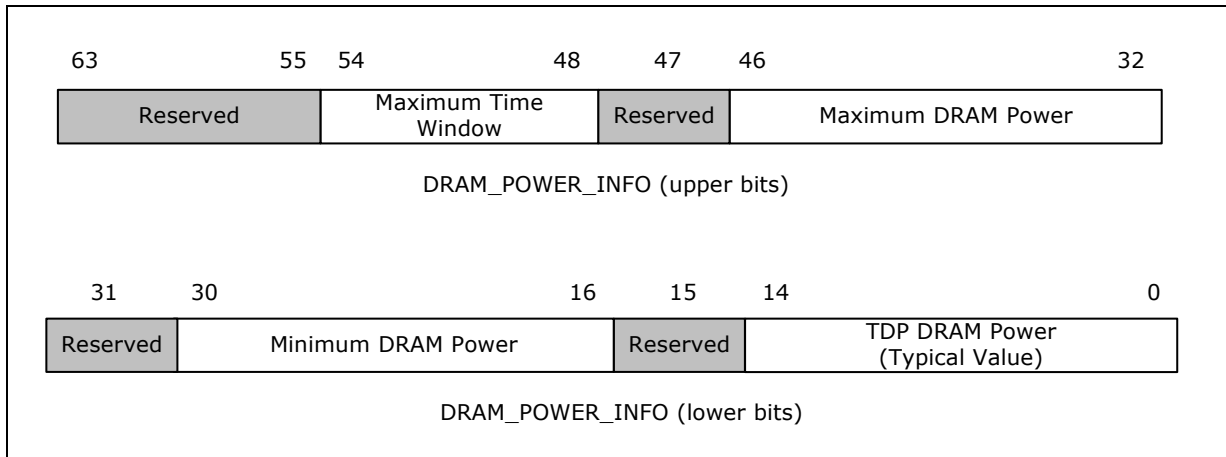 63 55 54 48 47 46 32
Reserved Maximum Time Window Reserved Maximum DRAM Power
DRAM_POWER_INFO (upper bits)
31 30 16 15 14 0
Reserved Minimum DRAM Power Reserved TDP DRAM Power
(Typical Value)
DRAM_POWER_INFO (lower bits)